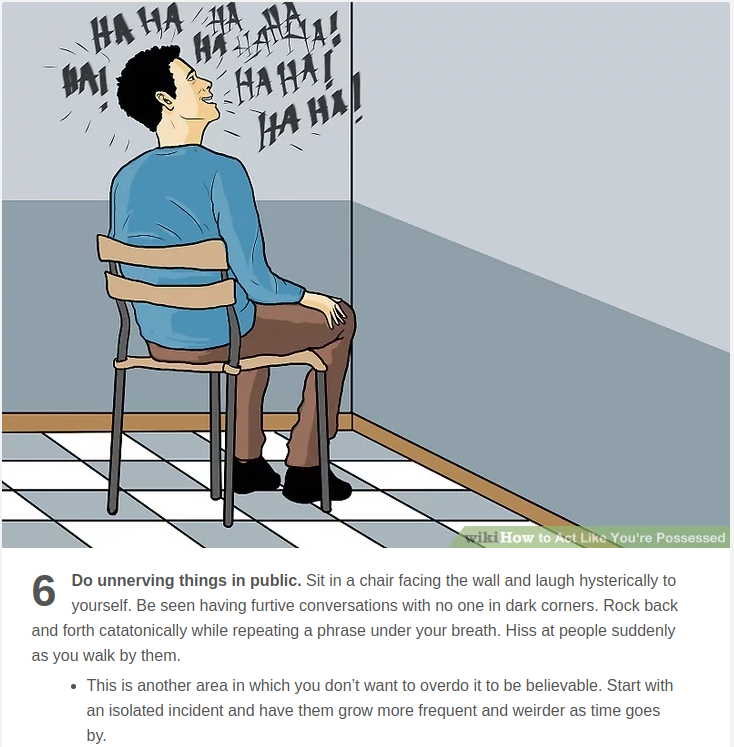 HA HA HA HA
HA! HA HA HA HA!
HA HA!
HA HA!
wikiHow to Act Like You're Possessed
6 Do unnerving things in public. Sit in a chair facing the wall and laugh hysterically to
yourself. Be seen having furtive conversations with no one in dark corners. Rock back
and forth catatonically while repeating a phrase under your breath. Hiss at people suddenly
as you walk by them.
• This is another area in which you don’t want to overdo it to be believable. Start with
an isolated incident and have them grow more frequent and weirder as time goes
by.